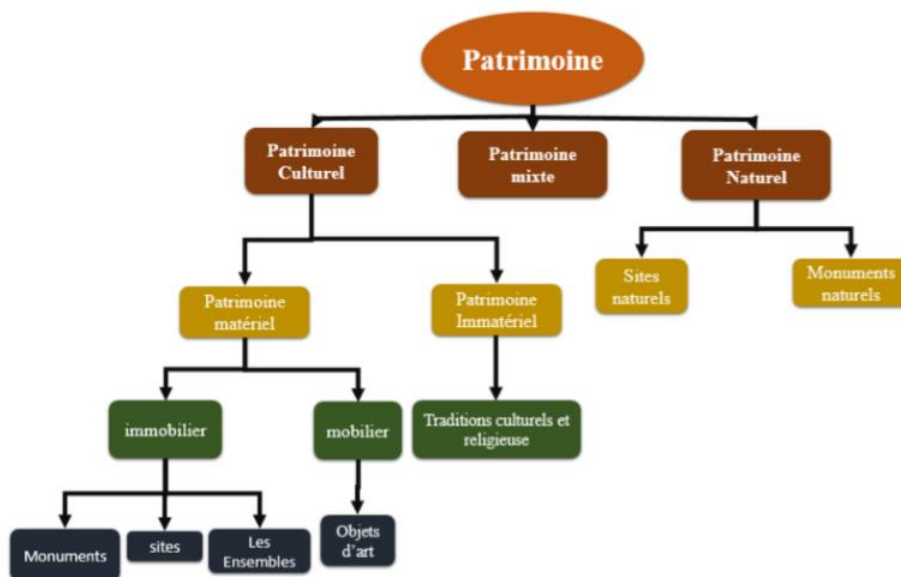 Patrimoine
Patrimoine
Culturel
Patrimoine
mixte
Patrimoine
Naturel
Sites
naturels
Monuments
naturels
Patrimoine
matériel
Patrimoine
Immatériel
immobilier
mobilier
Traditions culturels et
religieuse
Monuments
sites
Les
Ensembles
Objets
d'art